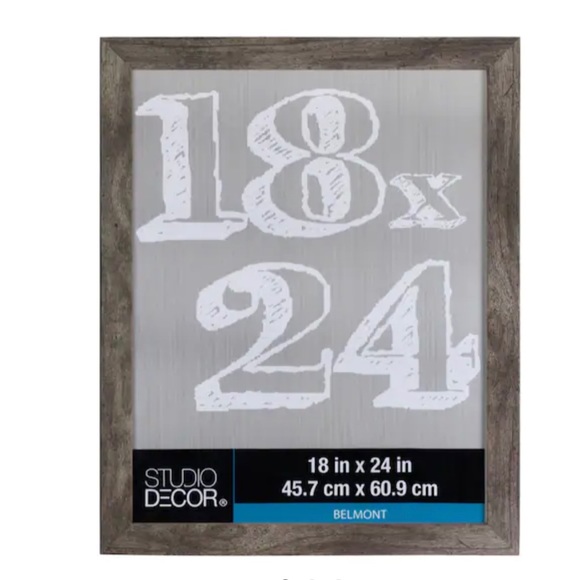 18x
24
STUDIO
DECOR®
18 in x 24 in
45.7 cm x 60.9 cm
BELMONT